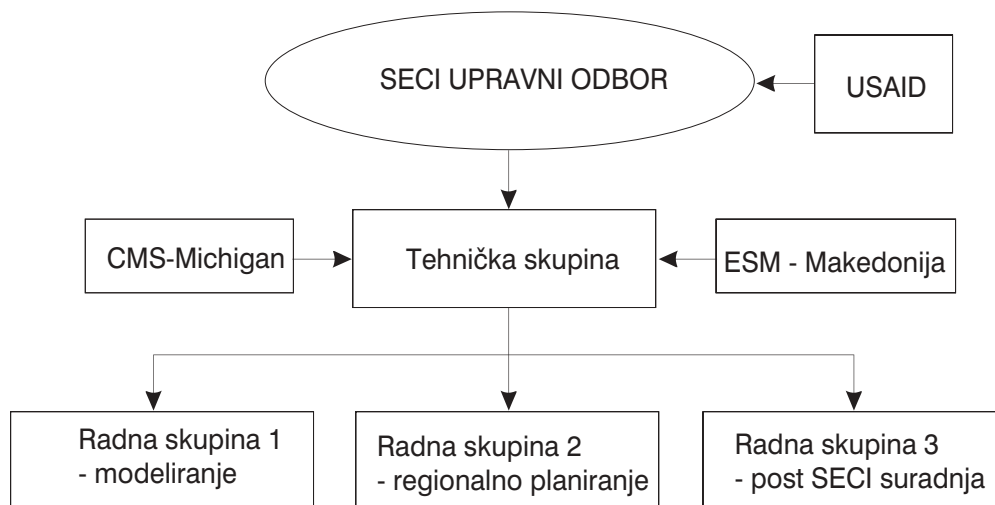 SECI UPRAVNI ODBOR
USAID
CMS-Michigan
Tehnička skupina
ESM - Makedonija
Radna skupina 1
- modeliranje
Radna skupina 2
- regionalno planiranje
Radna skupina 3
- post SECI suradnja